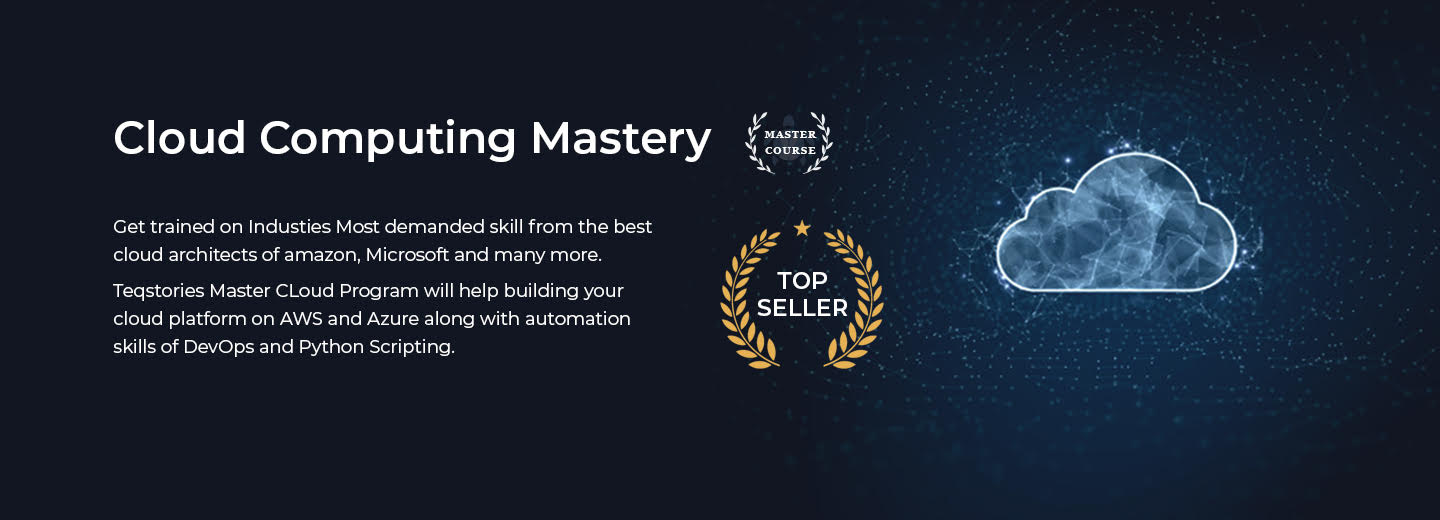 Cloud Computing Mastery
MASTER
COURSE
Get trained on Industies Most demanded skill from the best
cloud architects of amazon, Microsoft and many more.
Teqstories Master CLoud Program will help building your
cloud platform on AWS and Azure along with automation
skills of DevOps and Python Scripting.
TOP
SELLER